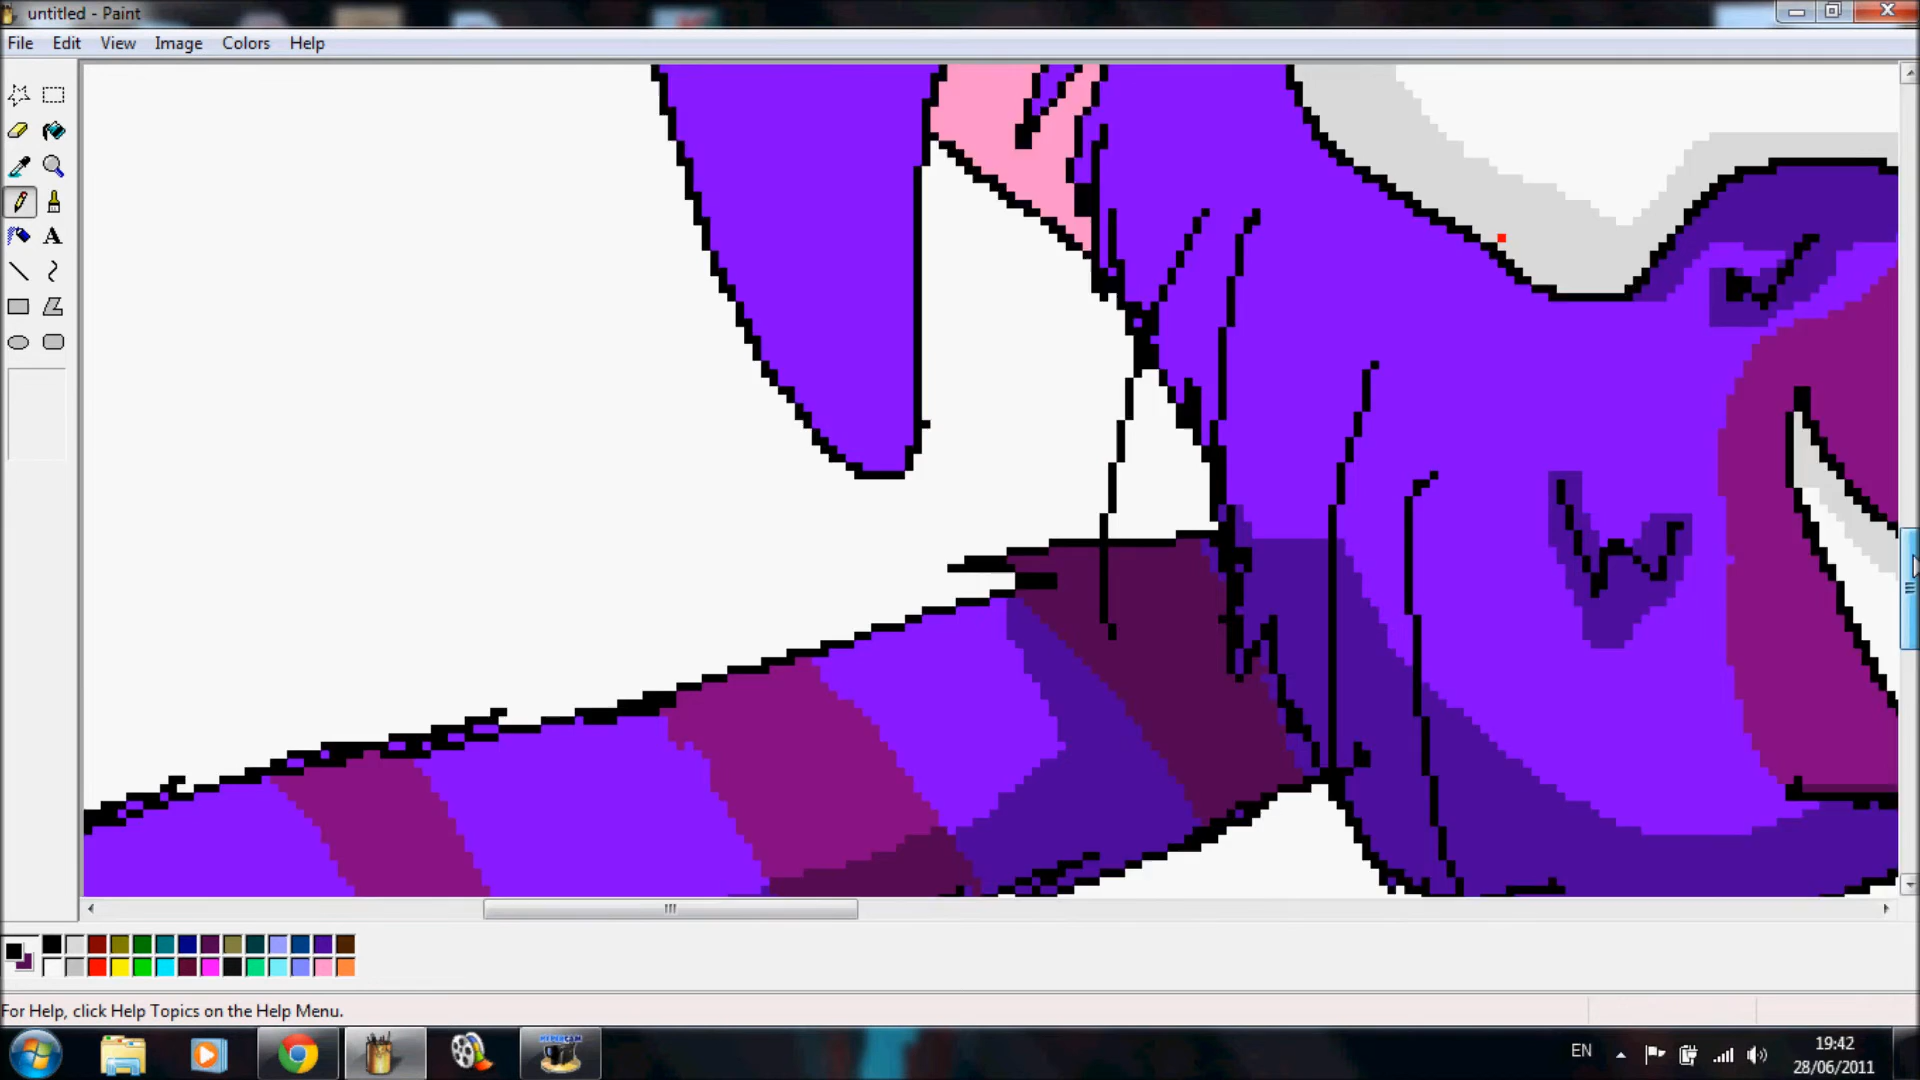 untitled - Paint
File Edit View Image Colors Help
A
For Help, click Help Topics on the Help Menu.
EN
19:42
28/06/2011